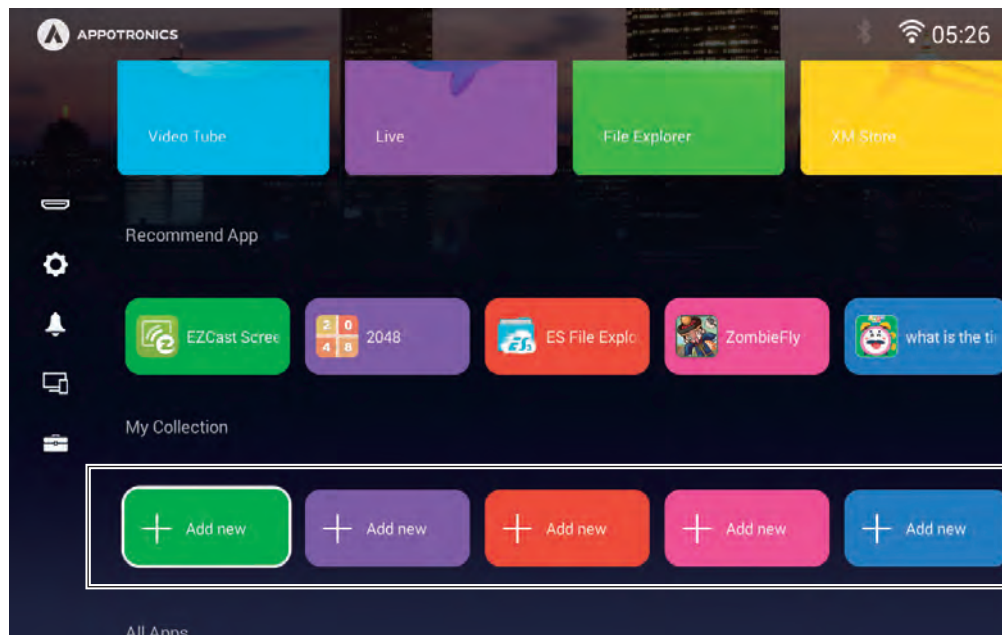 APPOTRONICS
05:26
Video Tube
Live
File Explorer
XM Store
Recommend App
EZCast Scree
2 0
4 8
2048
ES File Explo
ZombieFly
what is the ti
My Collection
Add new
Add new
Add new
Add new
Add new
All Apps